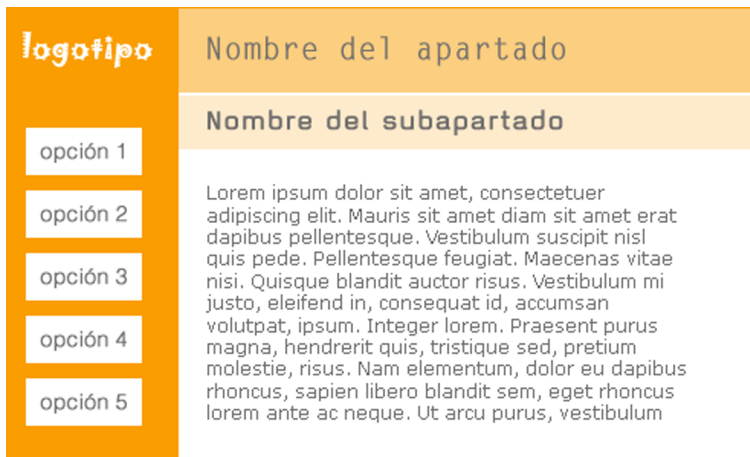 logotipo
Nombre del apartado
Nombre del subapartado
opción 1
opción 2
opción 3
opción 4
opción 5
Lorem ipsum dolor sit amet, consectetuer
adipiscing elit. Mauris sit amet diam sit amet erat
dapibus pellentesque. Vestibulum suscipit nisl
quis pede. Pellentesque feugiat. Maecenas vitae
nisi. Quisque blandit auctor risus. Vestibulum mi
justo, eleifend in, consequat id, accumsan
volutpat, ipsum. Integer lorem. Praesent purus
magna, hendrerit quis, tristique sed, pretium
molestie, risus. Nam elementum, dolor eu dapibus
rhoncus, sapien libero blandit sem, eget rhoncus
lorem ante ac neque. Ut arcu purus, vestibulum